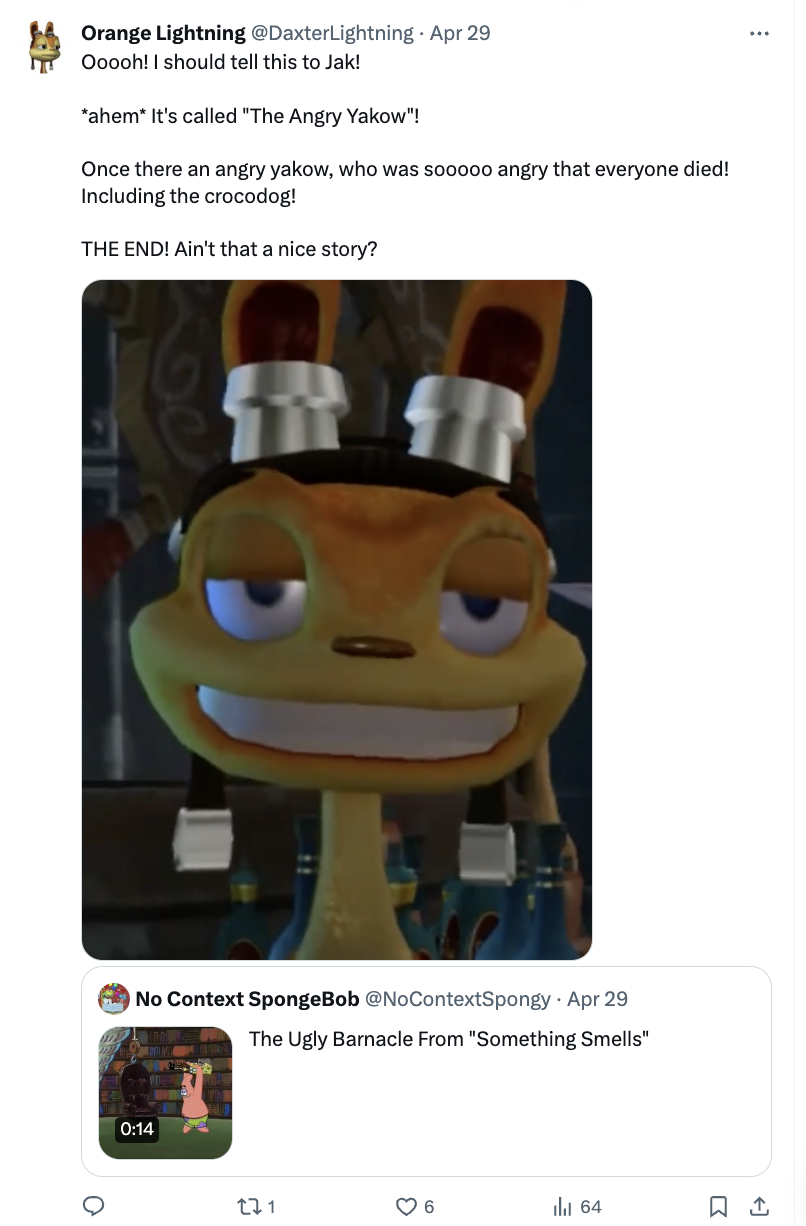 Orange Lightning @DaxterLightning · Apr 29
Ooooh! I should tell this to Jak!
*ahem* It's called "The Angry Yakow"!
Once there an angry yakow, who was sooooo angry that everyone died!
Including the crocodog!
THE END! Ain't that a nice story?
No Context SpongeBob @NoContextSpongy · Apr 29
The Ugly Barnacle From "Something Smells"
0:14
1 6 64